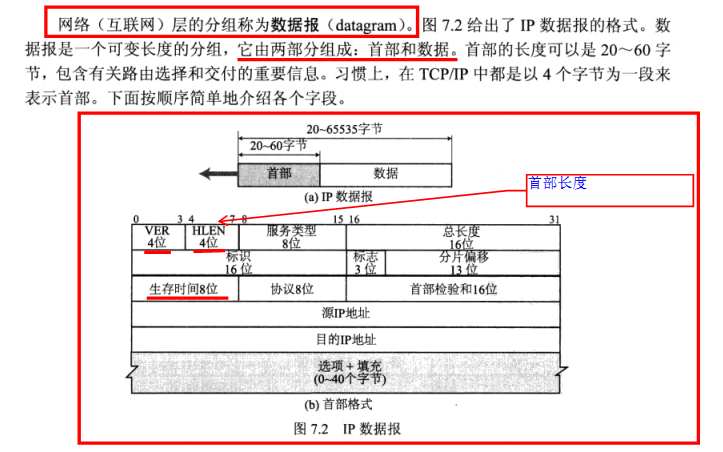 网络（互联网）层的分组称为数据报（datagram）。图 7.2 给出了 IP 数据报的格式。数
据报是一个可变长度的分组，它由两部分组成：首部和数据。首部的长度可以是 20～60 字
节，包含有关路由选择和交付的重要信息。习惯上，在 TCP/IP 中都是以 4 个字节为一段来
表示首部。下面按顺序简单地介绍各个字段。
20~65535字节
20~60字节
首部
数据
(a) IP 数据报
首部长度
0 3 4 7 8 15 16 31
VER
4位
HLEN
4位
服务类型
8位
总长度
16位
标识
16 位
标志
3 位
分片偏移
13 位
生存时间8位
协议8位
首部检验和16位
源IP地址
目的IP地址
选项 + 填充
(0~40个字节)
(b) 首部格式
图 7.2 IP 数据报